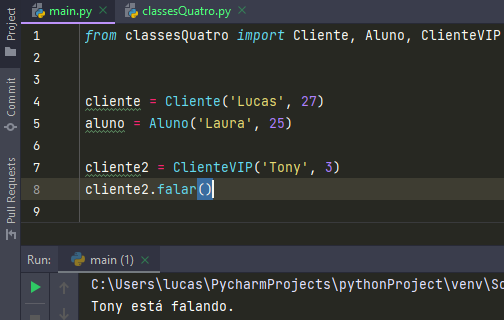 Project
Commit
Pull Requests
main.py
classesQuatro.py
1 from classesQuatro import Cliente, Aluno, ClienteVIP
2
3
4 cliente = Cliente('Lucas', 27)
5 aluno = Aluno('Laura', 25)
6
7 cliente2 = ClienteVIP('Tony', 3)
8 cliente2.falar()
9
Run: main (1)
C:\Users\lucas\PycharmProjects\pythonProject\venv\Sc
Tony está falando.